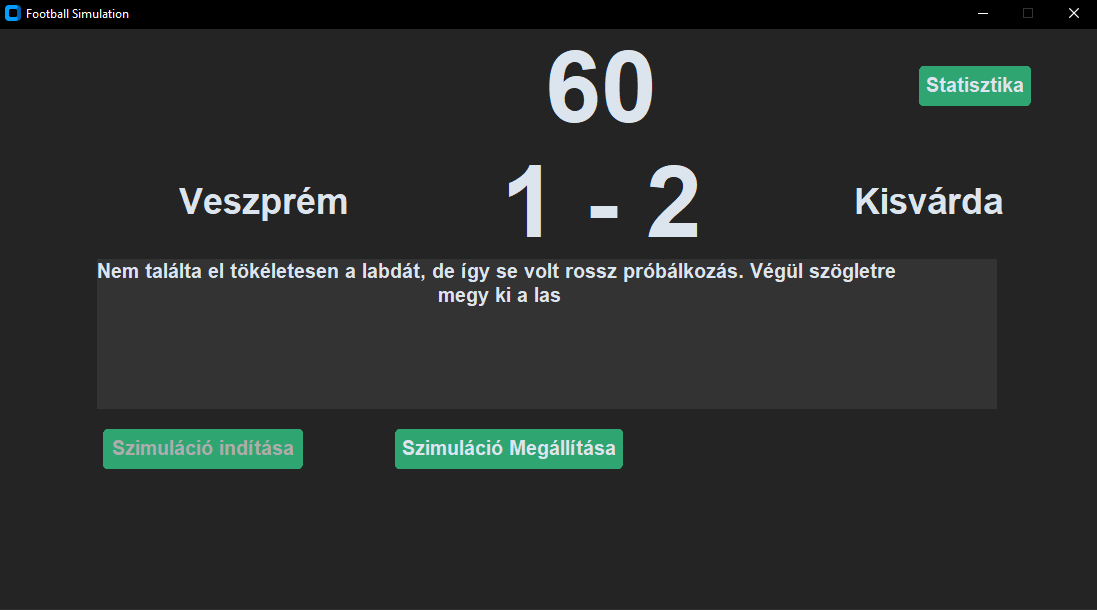 Football Simulation
60
Statisztika
Veszprém
1 - 2
Kisvárda
Nem találta el tökéletesen a labdát, de így se volt rossz próbálkozás. Végül szögletre
megy ki a las
Szimuláció indítása
Szimuláció Megállítása